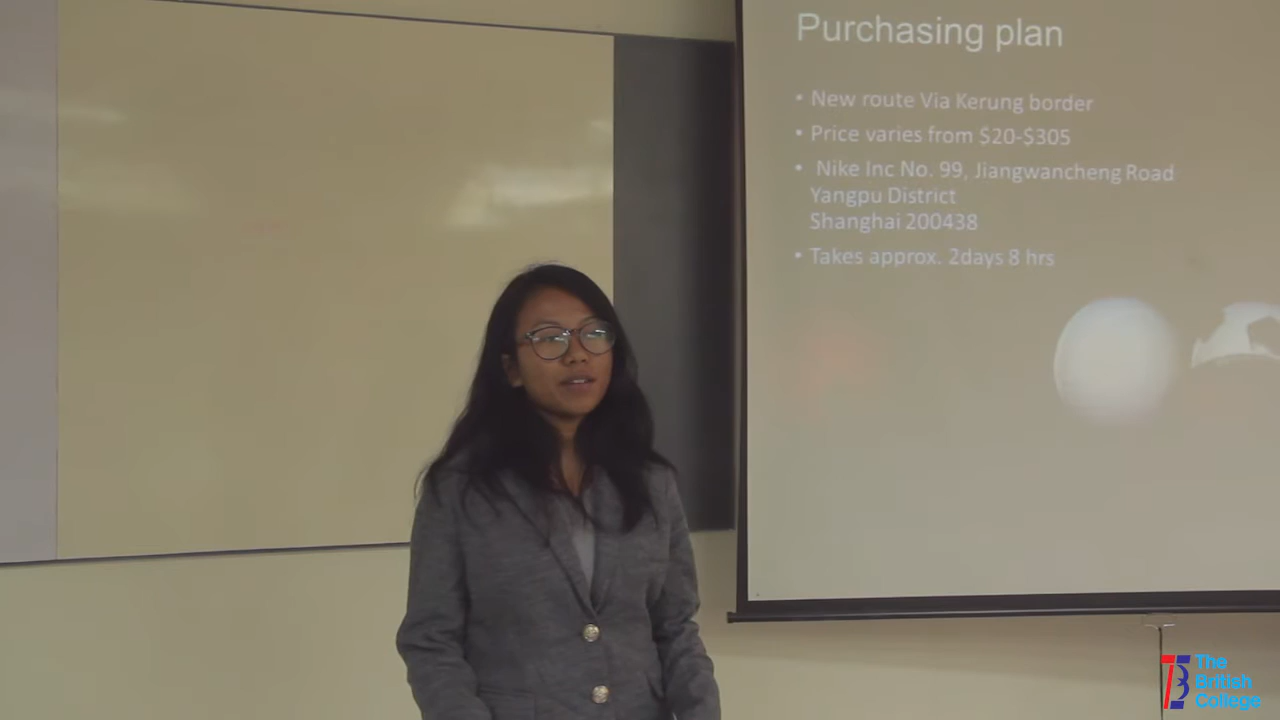 Purchasing plan
• New route Via Kerung border
• Price varies from $20-$305
• Nike Inc No. 99, Jiangwancheng Road
Yangpu District
Shanghai 200438
• Takes approx. 2days 8 hrs
TB
The
British
College